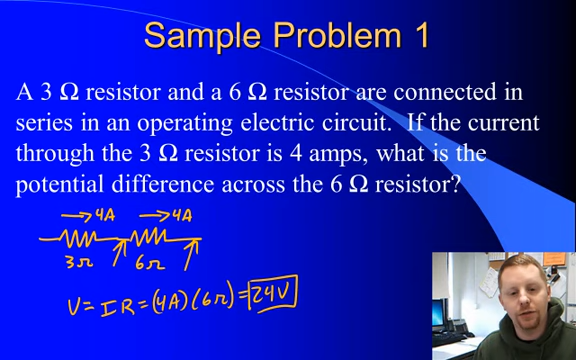 Sample Problem 1
A 3 Ω resistor and a 6 Ω resistor are connected in
series in an operating electric circuit. If the current
through the 3 Ω resistor is 4 amps, what is the
potential difference across the 6 Ω resistor?
→4A →4A
3Ω 6Ω
V= IR=(4A)(6Ω)=24V